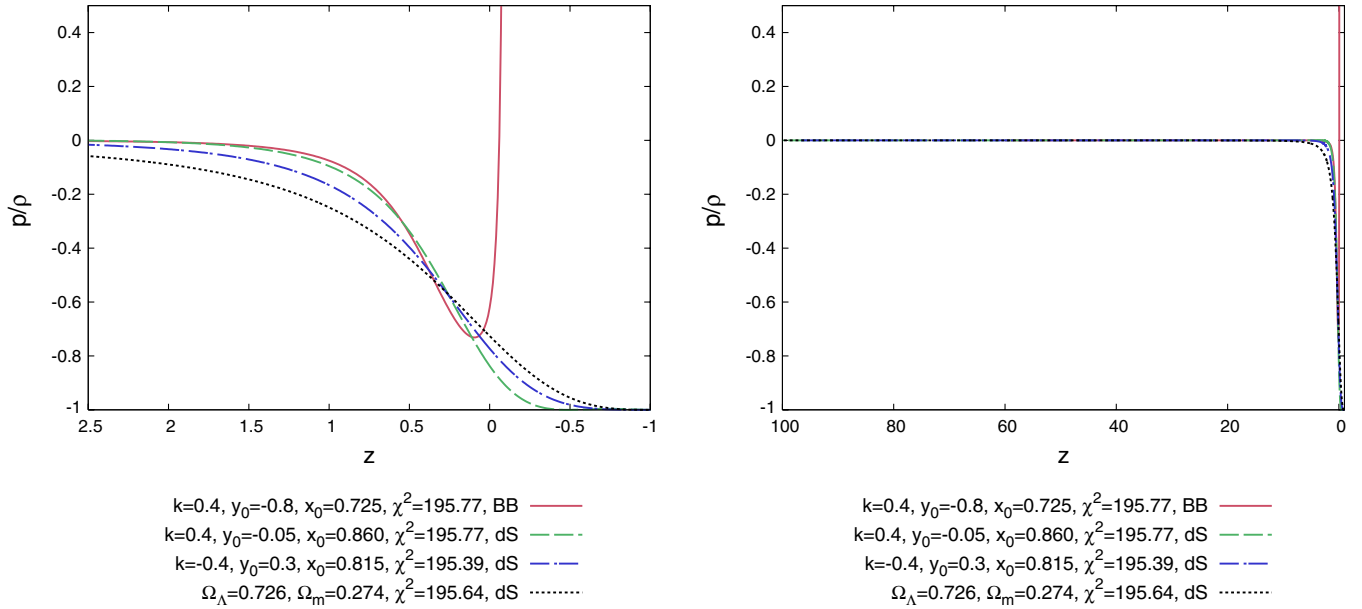 0.4
0.2
0
-0.2
-0.4
-0.6
-0.8
-1
p/ρ
2.5 2 1.5 1 0.5 0 -0.5 -1
z
k=0.4, y₀=-0.8, x₀=0.725, χ²=195.77, BB
k=0.4, y₀=-0.05, x₀=0.860, χ²=195.77, dS
k=-0.4, y₀=0.3, x₀=0.815, χ²=195.39, dS
Ω_Λ=0.726, Ω_m=0.274, χ²=195.64, dS
0.4
0.2
0
-0.2
-0.4
-0.6
-0.8
-1
p/ρ
100 80 60 40 20 0
z
k=0.4, y₀=-0.8, x₀=0.725, χ²=195.77, BB
k=0.4, y₀=-0.05, x₀=0.860, χ²=195.77, dS
k=-0.4, y₀=0.3, x₀=0.815, χ²=195.39, dS
Ω_Λ=0.726, Ω_m=0.274, χ²=195.64, dS